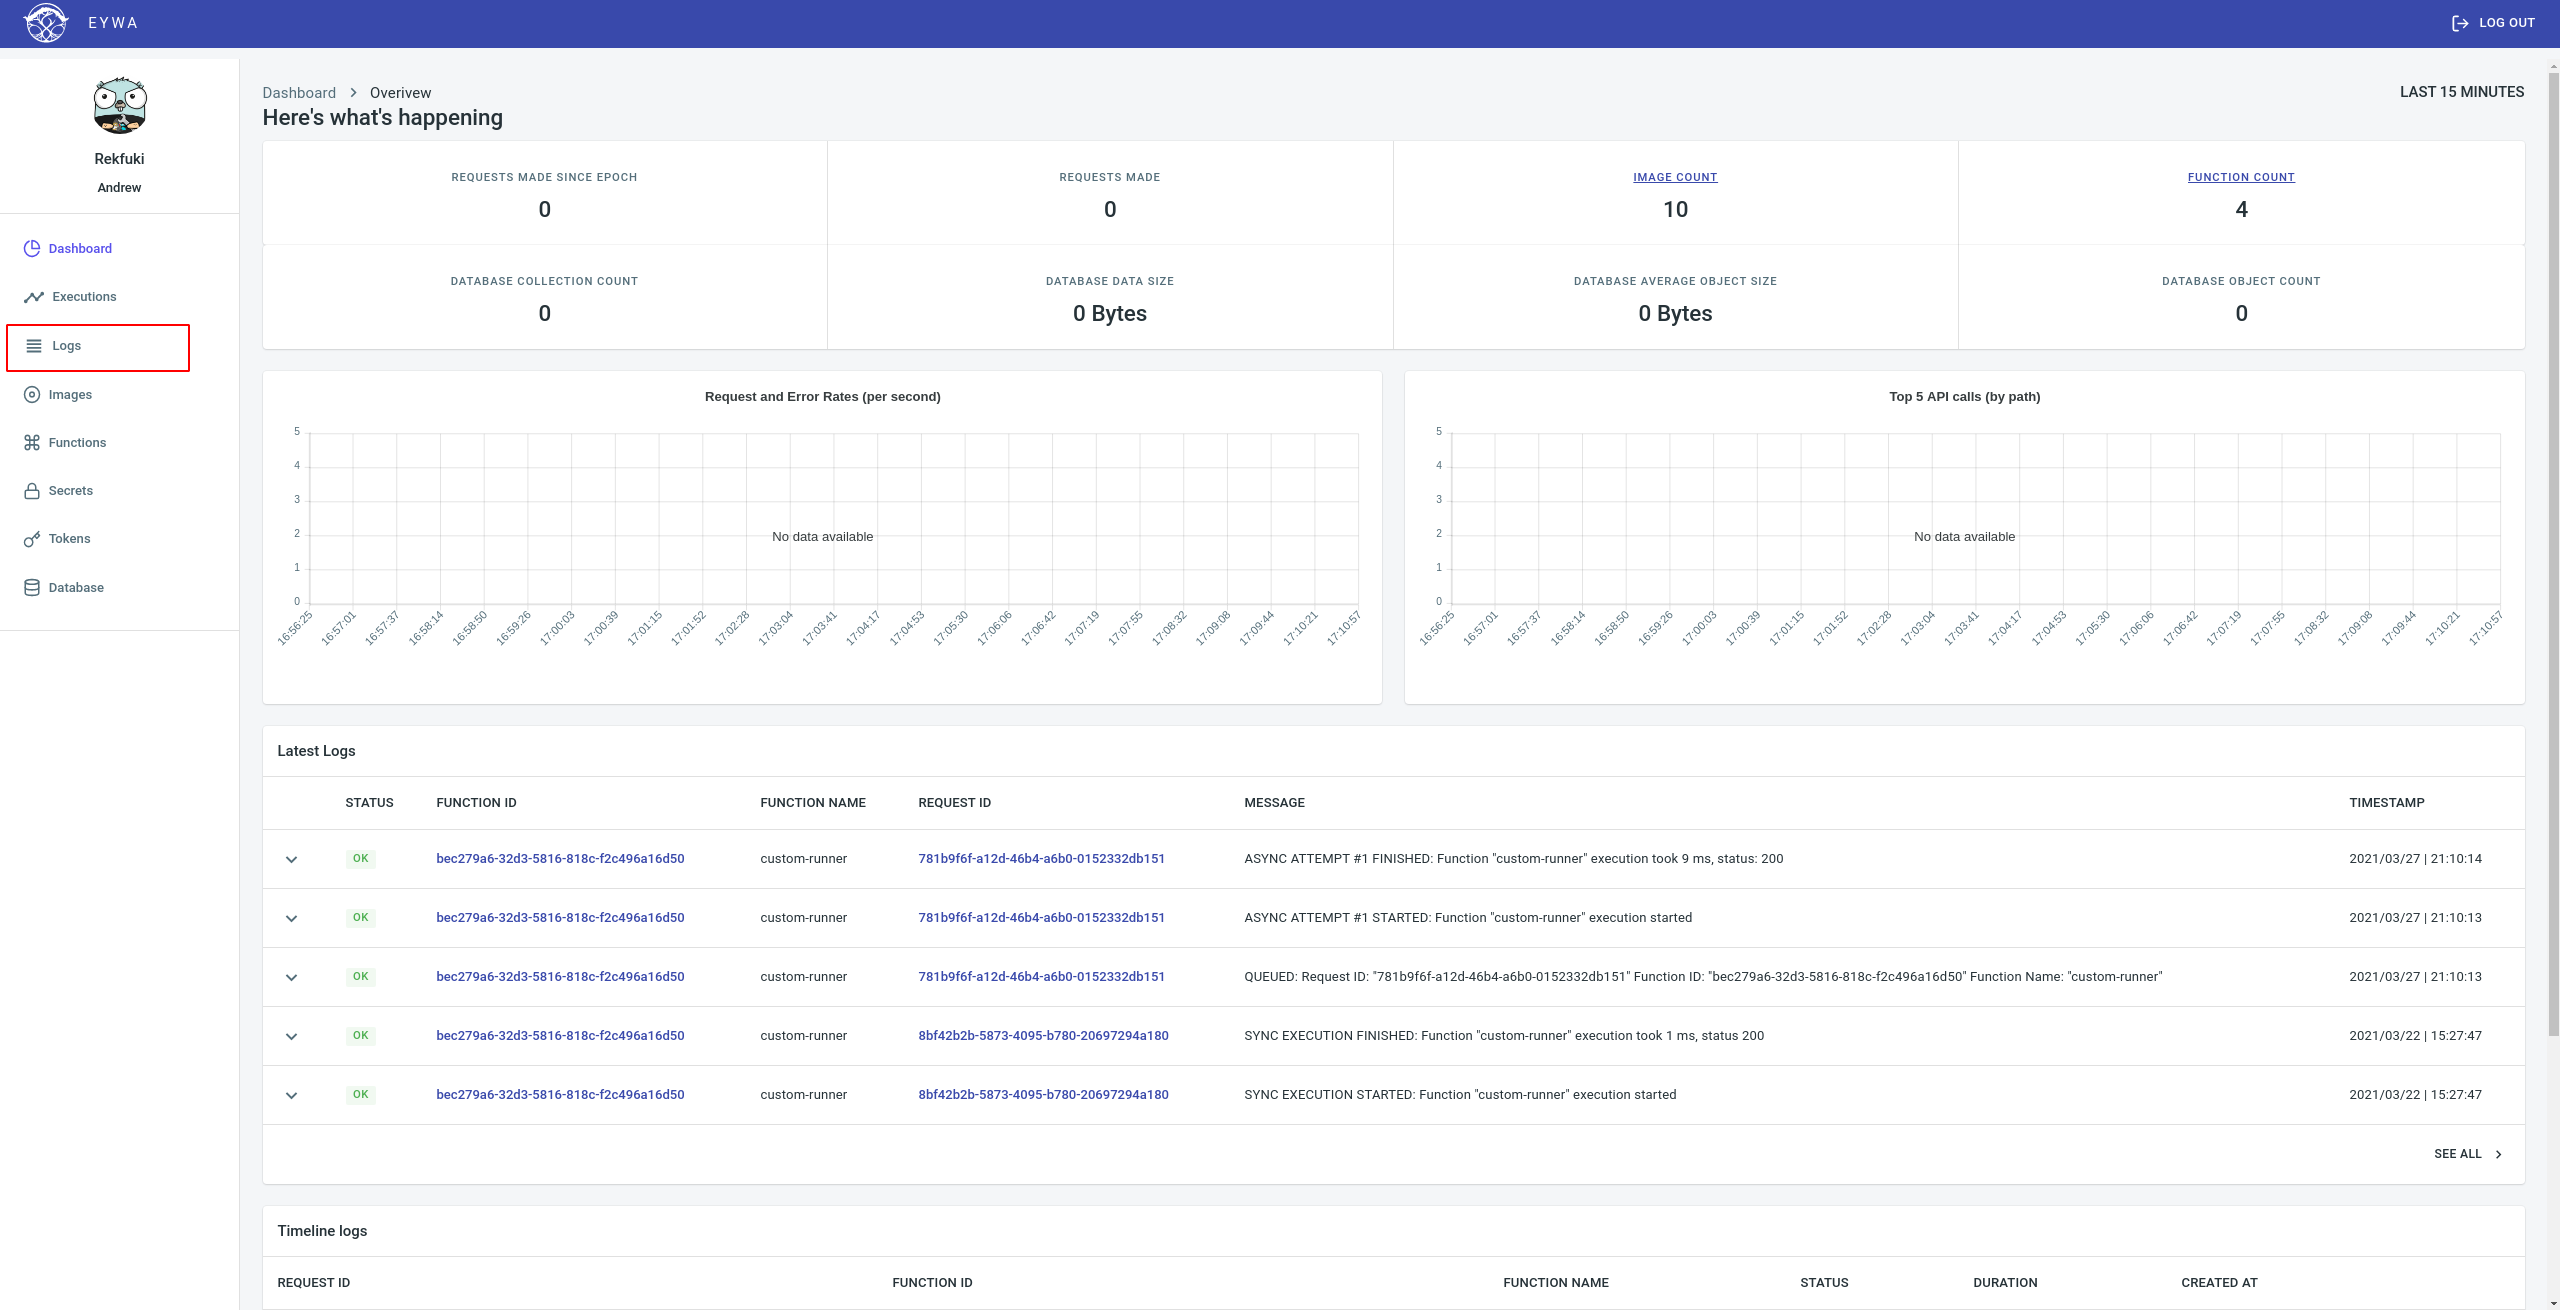 EYWA
LOG OUT
Rekfuki
Andrew
Dashboard
Executions
Logs
Images
Functions
Secrets
Tokens
Database
Dashboard > Overivew
LAST 15 MINUTES
Here's what's happening
REQUESTS MADE SINCE EPOCH
0
REQUESTS MADE
0
IMAGE COUNT
10
FUNCTION COUNT
4
DATABASE COLLECTION COUNT
0
DATABASE DATA SIZE
0 Bytes
DATABASE AVERAGE OBJECT SIZE
0 Bytes
DATABASE OBJECT COUNT
0
Request and Error Rates (per second)
5
4
3
2
1
0
No data available
16:56:25 16:57:01 16:57:37 16:58:14 16:58:50 16:59:26 17:00:03 17:00:39 17:01:15 17:01:52 17:02:28 17:03:04 17:03:41 17:04:17 17:04:53 17:05:30 17:06:06 17:06:42 17:07:19 17:07:55 17:08:32 17:09:08 17:09:44 17:10:21 17:10:57
Top 5 API calls (by path)
5
4
3
2
1
0
No data available
16:56:25 16:57:01 16:57:37 16:58:14 16:58:50 16:59:26 17:00:03 17:00:39 17:01:15 17:01:52 17:02:28 17:03:04 17:03:41 17:04:17 17:04:53 17:05:30 17:06:06 17:06:42 17:07:19 17:07:55 17:08:32 17:09:08 17:09:44 17:10:21 17:10:57
Latest Logs
STATUS FUNCTION ID FUNCTION NAME REQUEST ID MESSAGE TIMESTAMP
OK bec279a6-32d3-5816-818c-f2c496a16d50 custom-runner 781b9f6f-a12d-46b4-a6b0-0152332db151 ASYNC ATTEMPT #1 FINISHED: Function "custom-runner" execution took 9 ms, status: 200 2021/03/27 | 21:10:14
OK bec279a6-32d3-5816-818c-f2c496a16d50 custom-runner 781b9f6f-a12d-46b4-a6b0-0152332db151 ASYNC ATTEMPT #1 STARTED: Function "custom-runner" execution started 2021/03/27 | 21:10:13
OK bec279a6-32d3-5816-818c-f2c496a16d50 custom-runner 781b9f6f-a12d-46b4-a6b0-0152332db151 QUEUED: Request ID: "781b9f6f-a12d-46b4-a6b0-0152332db151" Function ID: "bec279a6-32d3-5816-818c-f2c496a16d50" Function Name: "custom-runner" 2021/03/27 | 21:10:13
OK bec279a6-32d3-5816-818c-f2c496a16d50 custom-runner 8bf42b2b-5873-4095-b780-20697294a180 SYNC EXECUTION FINISHED: Function "custom-runner" execution took 1 ms, status 200 2021/03/22 | 15:27:47
OK bec279a6-32d3-5816-818c-f2c496a16d50 custom-runner 8bf42b2b-5873-4095-b780-20697294a180 SYNC EXECUTION STARTED: Function "custom-runner" execution started 2021/03/22 | 15:27:47
SEE ALL >
Timeline logs
REQUEST ID FUNCTION ID FUNCTION NAME STATUS DURATION CREATED AT